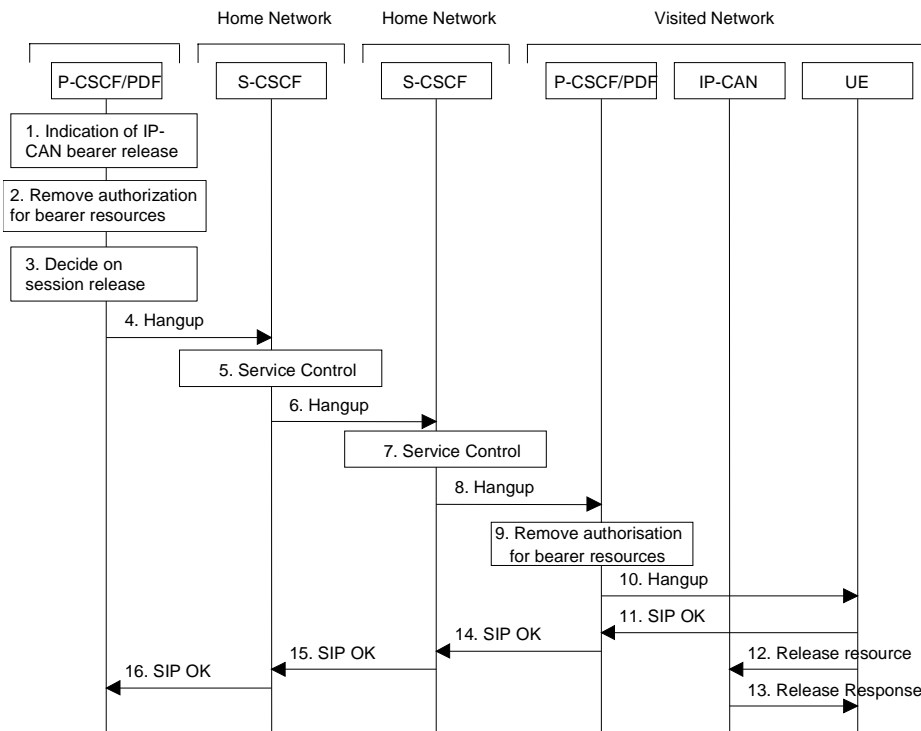 Home Network
Home Network
Visited Network
P-CSCF/PDF
S-CSCF
S-CSCF
P-CSCF/PDF
IP-CAN
UE
1. Indication of IP-
CAN bearer release
2. Remove authorization
for bearer resources
3. Decide on
session release
4. Hangup
5. Service Control
6. Hangup
7. Service Control
8. Hangup
9. Remove authorisation
for bearer resources
10. Hangup
11. SIP OK
14. SIP OK
12. Release resource
15. SIP OK
16. SIP OK
13. Release Response